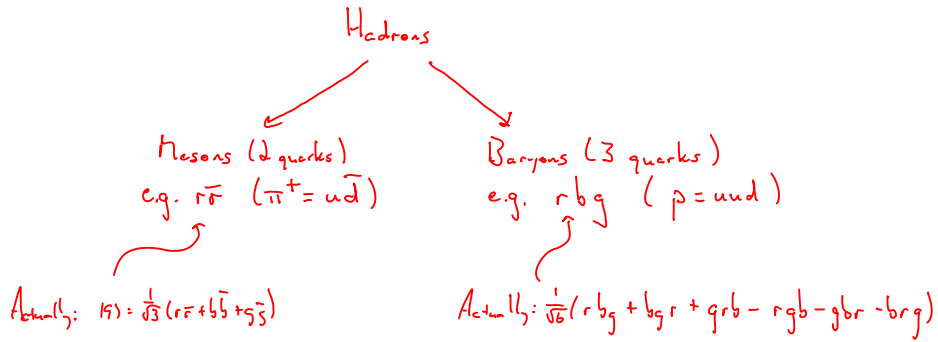 Hadrons
Mesons (2 quarks)
Baryons (3 quarks)
e.g. rr̄ (π⁺ = ud̄)
e.g. rbg (p = uud)
Actually: |9⟩ = 1/√3 (rr̄ + bb̄ + gḡ)
Actually: 1/√6 (rbg + bgr + grb - rgb - gbr - brg)